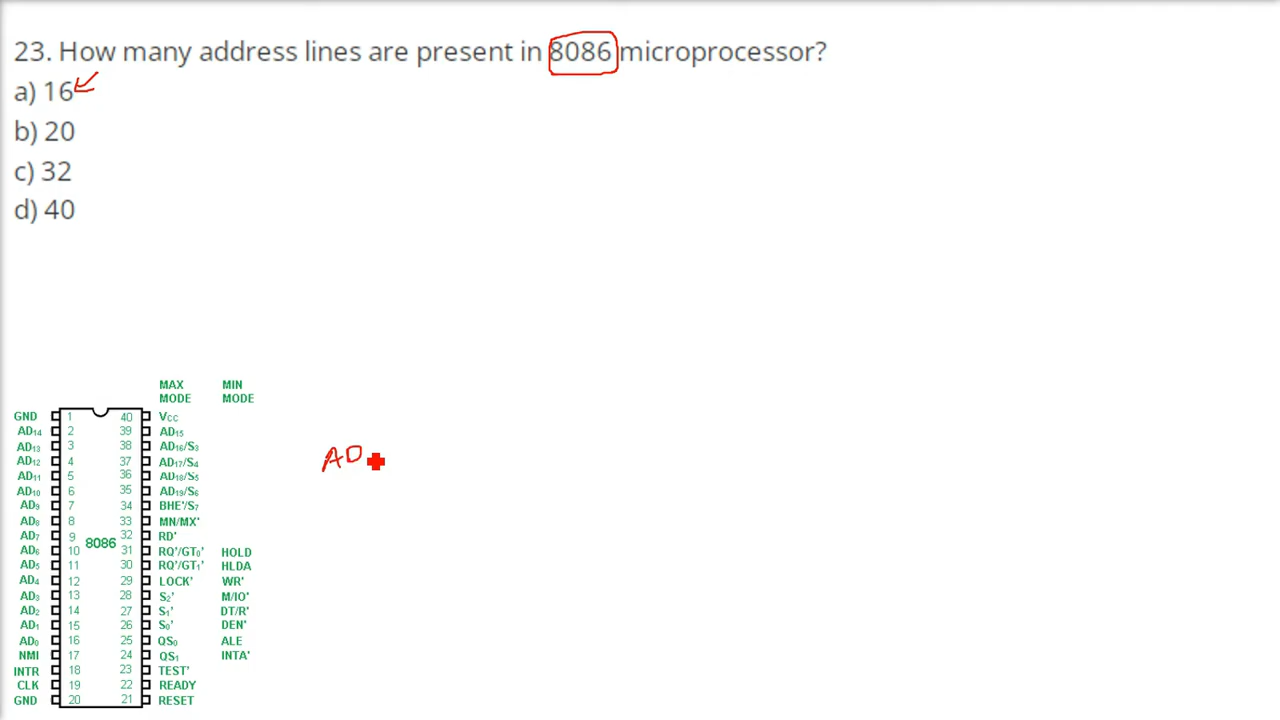 23. How many address lines are present in 8086 microprocessor?
a) 16
b) 20
c) 32
d) 40
MAX MODE MIN MODE
GND 1 40 Vcc
AD14 2 39 AD15
AD13 3 38 AD16/S3
AD12 4 37 AD17/S4
AD11 5 36 AD18/S5
AD10 6 35 AD19/S6
AD9 7 34 BHE'/S7
AD8 8 33 MN/MX'
AD7 9 32 RD'
8086
AD6 10 31 RQ'/GT0' HOLD
AD5 11 30 RQ'/GT1' HLDA
AD4 12 29 LOCK' WR'
AD3 13 28 S2' M/IO'
AD2 14 27 S1' DT/R'
AD1 15 26 S0' DEN'
AD0 16 25 QS0 ALE
NMI 17 24 QS1 INTA'
INTR 18 23 TEST'
CLK 19 22 READY
GND 20 21 RESET
AD